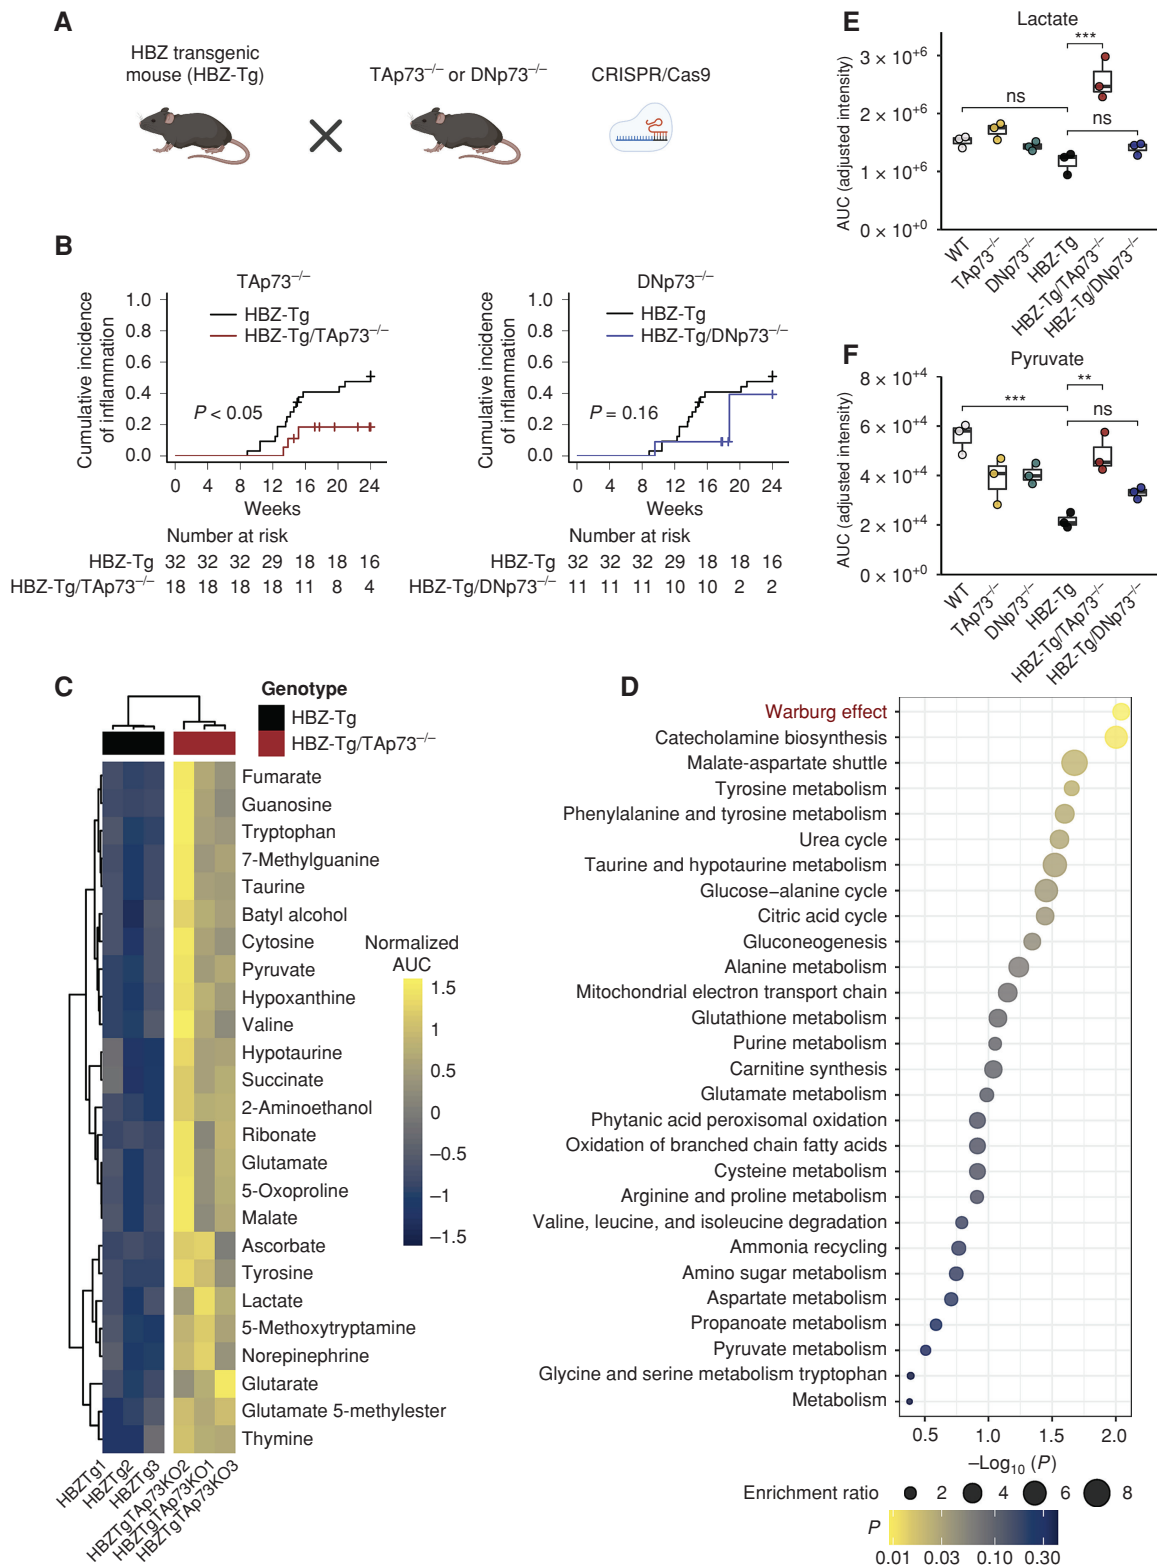 A
HBZ transgenic
mouse (HBZ-Tg)
TAp73–/– or DNp73–/–
CRISPR/Cas9
B
TAp73–/–
Cumulative incidence
of inflammation
1.0
0.8
0.6
0.4
0.2
0.0
HBZ-Tg
HBZ-Tg/TAp73–/–
P < 0.05
0 4 8 12 16 20 24
Weeks
Number at risk
HBZ-Tg 32 32 32 29 18 18 16
HBZ-Tg/TAp73–/– 18 18 18 18 11 8 4
DNp73–/–
Cumulative incidence
of inflammation
1.0
0.8
0.6
0.4
0.2
0.0
HBZ-Tg
HBZ-Tg/DNp73–/–
P = 0.16
0 4 8 12 16 20 24
Weeks
Number at risk
HBZ-Tg 32 32 32 29 18 18 16
HBZ-Tg/DNp73–/– 11 11 11 10 10 2 2
E
Lactate
AUC (adjusted intensity)
3 × 10+6
2 × 10+6
1 × 10+6
0 × 10+0
***
ns
ns
WT
TAp73–/–
DNp73–/–
HBZ-Tg
HBZ-Tg/TAp73–/–
HBZ-Tg/DNp73–/–
F
Pyruvate
AUC (adjusted intensity)
8 × 10+4
6 × 10+4
4 × 10+4
2 × 10+4
0 × 10+0
**
***
ns
WT
TAp73–/–
DNp73–/–
HBZ-Tg
HBZ-Tg/TAp73–/–
HBZ-Tg/DNp73–/–
C
Genotype
HBZ-Tg
HBZ-Tg/TAp73–/–
Fumarate
Guanosine
Tryptophan
7-Methylguanine
Taurine
Batyl alcohol
Cytosine
Pyruvate
Hypoxanthine
Valine
Hypotaurine
Succinate
2-Aminoethanol
Ribonate
Glutamate
5-Oxoproline
Malate
Ascorbate
Tyrosine
Lactate
5-Methoxytryptamine
Norepinephrine
Glutarate
Glutamate 5-methylester
Thymine
HBZTg1
HBZTg2
HBZTg3
HBZTgTAp73KO2
HBZTgTAp73KO1
HBZTgTAp73KO3
Normalized
AUC
1.5
1
0.5
0
–0.5
–1
–1.5
D
Warburg effect
Catecholamine biosynthesis
Malate-aspartate shuttle
Tyrosine metabolism
Phenylalanine and tyrosine metabolism
Urea cycle
Taurine and hypotaurine metabolism
Glucose–alanine cycle
Citric acid cycle
Gluconeogenesis
Alanine metabolism
Mitochondrial electron transport chain
Glutathione metabolism
Purine metabolism
Carnitine synthesis
Glutamate metabolism
Phytanic acid peroxisomal oxidation
Oxidation of branched chain fatty acids
Cysteine metabolism
Arginine and proline metabolism
Valine, leucine, and isoleucine degradation
Ammonia recycling
Amino sugar metabolism
Aspartate metabolism
Propanoate metabolism
Pyruvate metabolism
Glycine and serine metabolism tryptophan
Metabolism
0.5 1.0 1.5 2.0
–Log10 (P)
Enrichment ratio 2 4 6 8
P
0.01 0.03 0.10 0.30